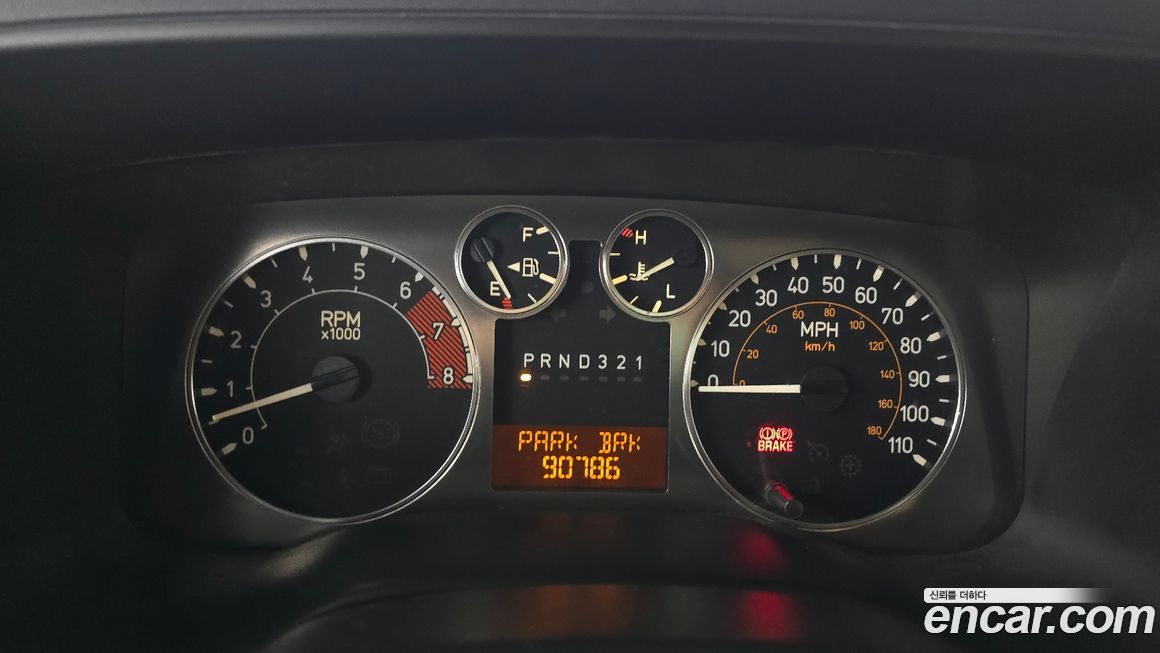 RPM
x1000
0 1 2 3 4 5 6 7 8
F
E
H
L
PRND321
PARK BRK
90786
MPH
km/h
0 10 20 30 40 50 60 70 80 90 100 110
0 20 40 60 80 100 120 140 160 180
BRAKE
신뢰를 더하다
encar.com